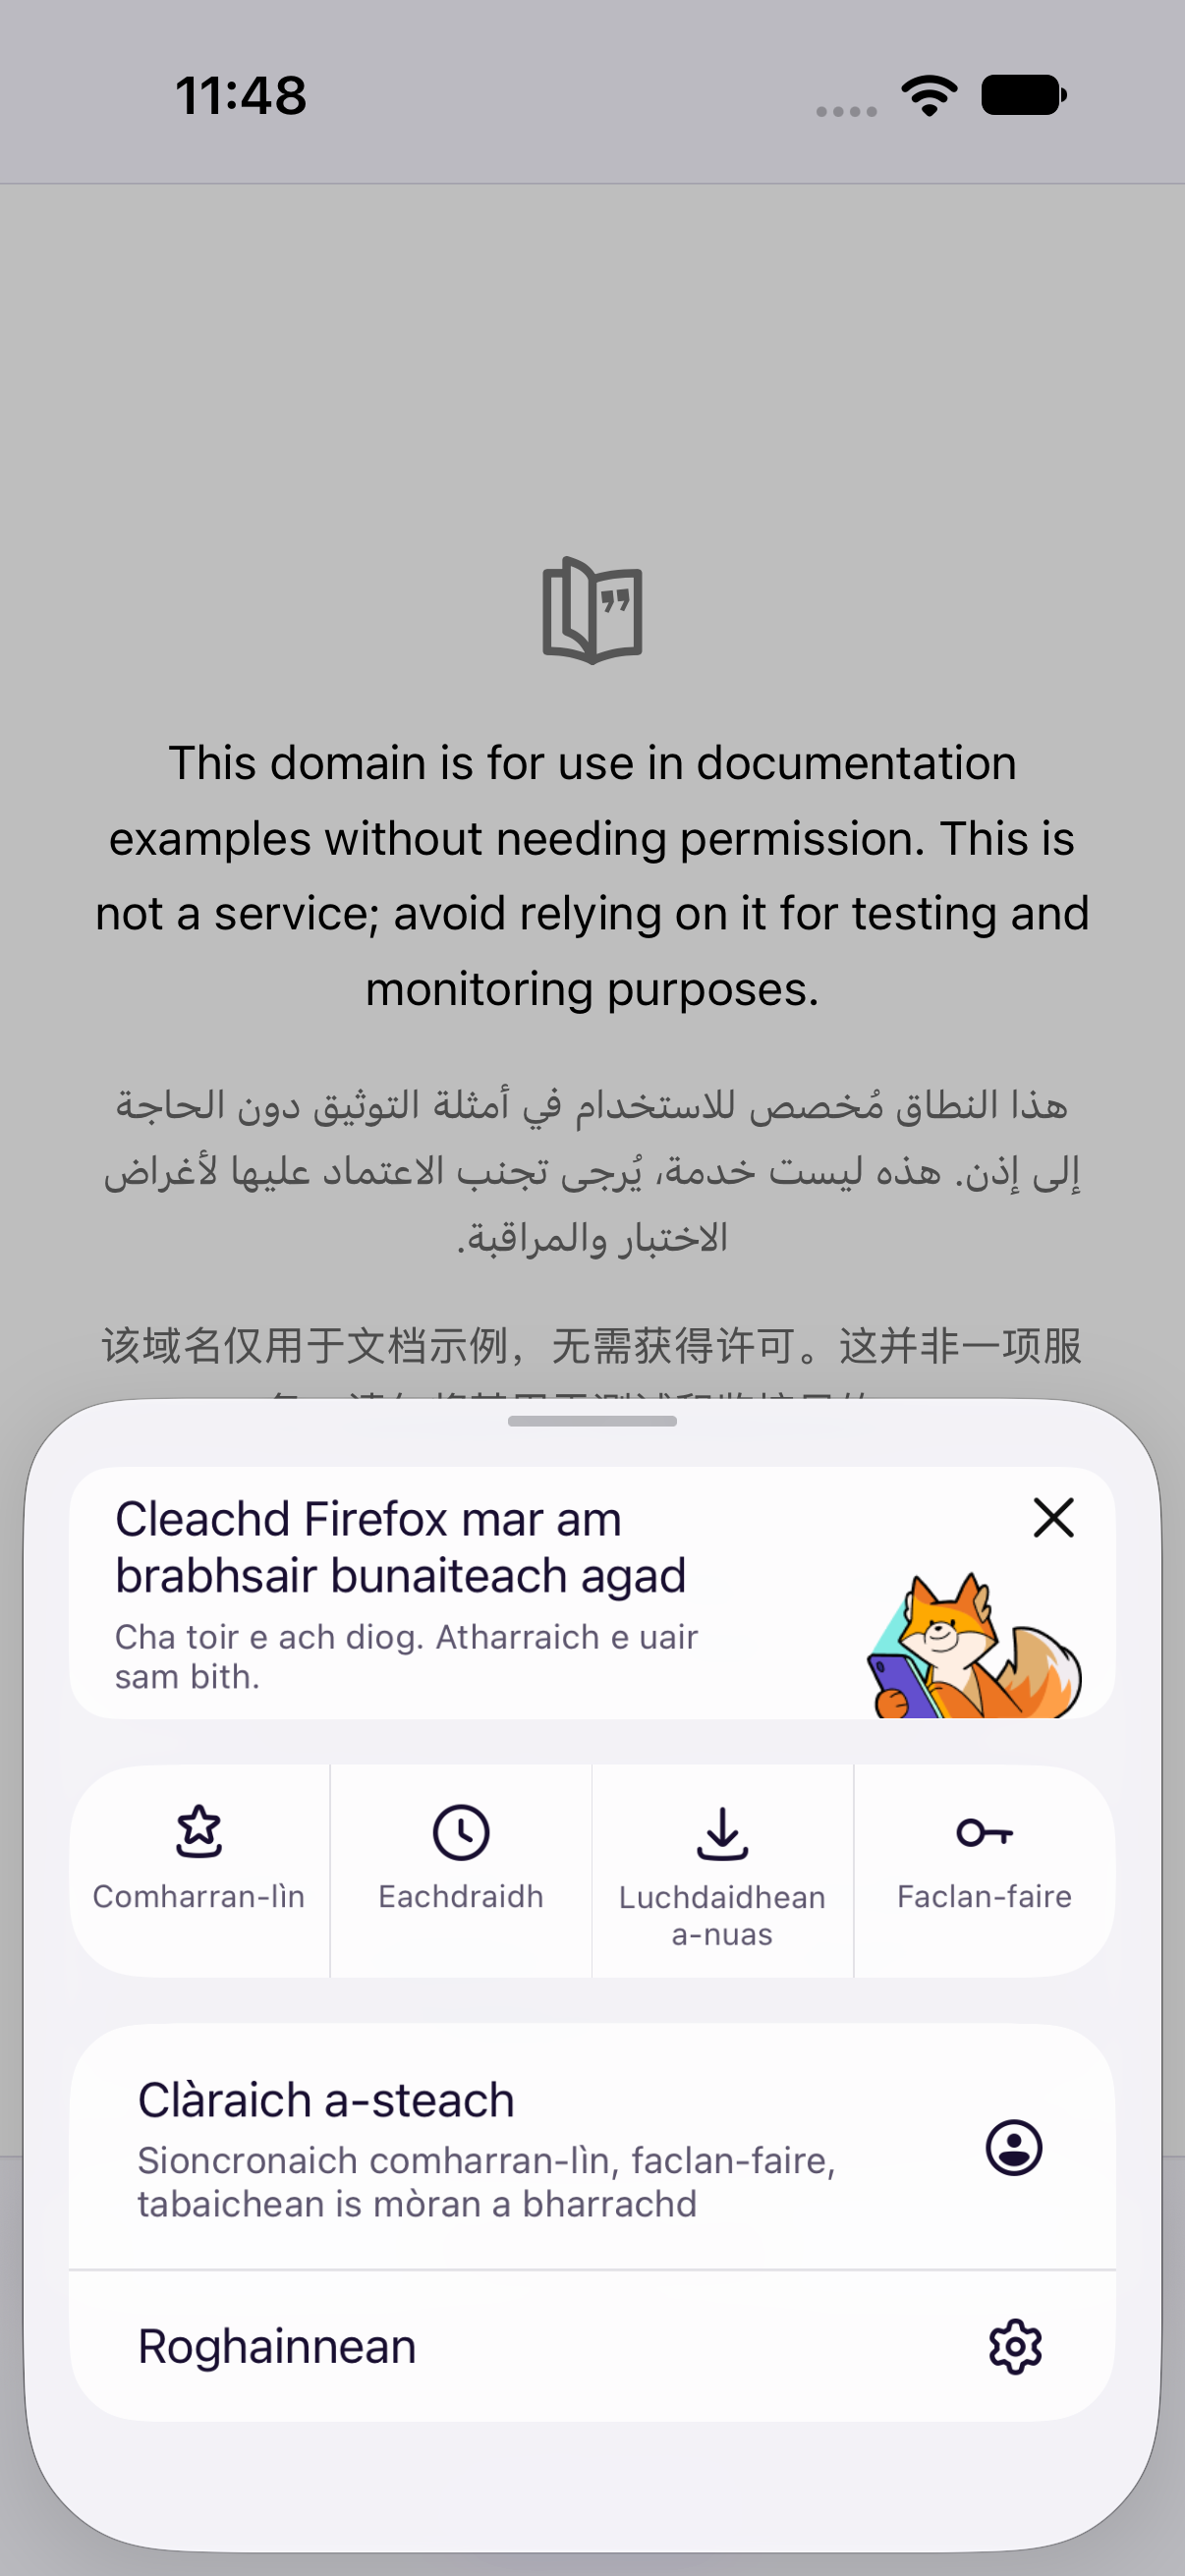 11:48
This domain is for use in documentation
examples without needing permission. This is
not a service; avoid relying on it for testing and
monitoring purposes.
هذا النطاق مُخصص للاستخدام في أمثلة التوثيق دون الحاجة
إلى إذن. هذه ليست خدمة، يُرجى تجنب الاعتماد عليها لأغراض
الاختبار والمراقبة.
该域名仅用于文档示例，无需获得许可。这并非一项服
Cleachd Firefox mar am
brabhsair bunaiteach agad
Cha toir e ach diog. Atharraich e uair
sam bith.
Comharran-lìn
Eachdraidh
Luchdaidhean
a-nuas
Faclan-faire
Clàraich a-steach
Sioncronaich comharran-lìn, faclan-faire,
tabaichean is mòran a bharrachd
Roghainnean